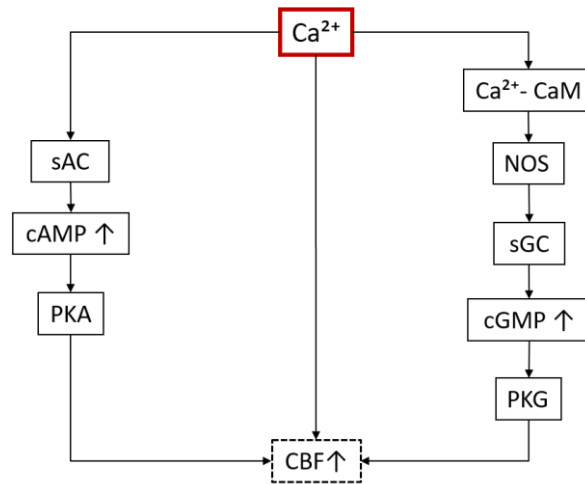 Ca²⁺
Ca²⁺- CaM
sAC
NOS
cAMP ↑
sGC
PKA
cGMP ↑
PKG
CBF↑